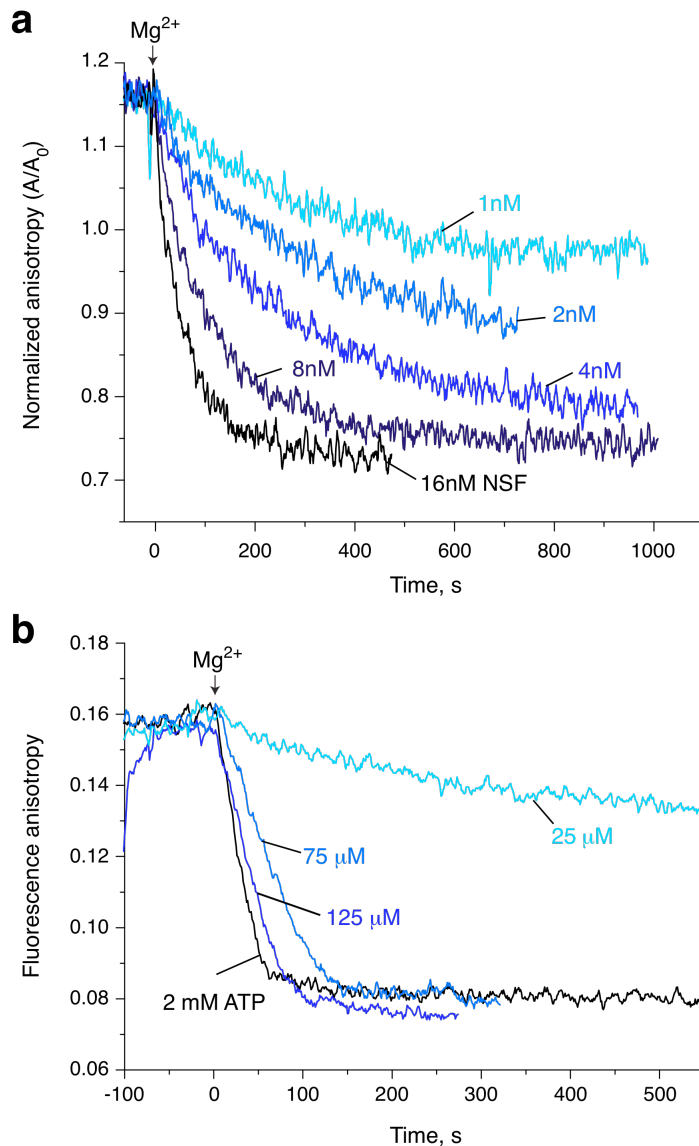 a
Mg2+
1.2
1.1
1.0
0.9
0.8
0.7
Normalized anisotropy (A/A0)
1nM
2nM
4nM
8nM
16nM NSF
0 200 400 600 800 1000
Time, s
b
0.18
Mg2+
0.16
0.14
0.12
0.10
0.08
0.06
Fluorescence anisotropy
25 μM
75 μM
125 μM
2 mM ATP
-100 0 100 200 300 400 500
Time, s